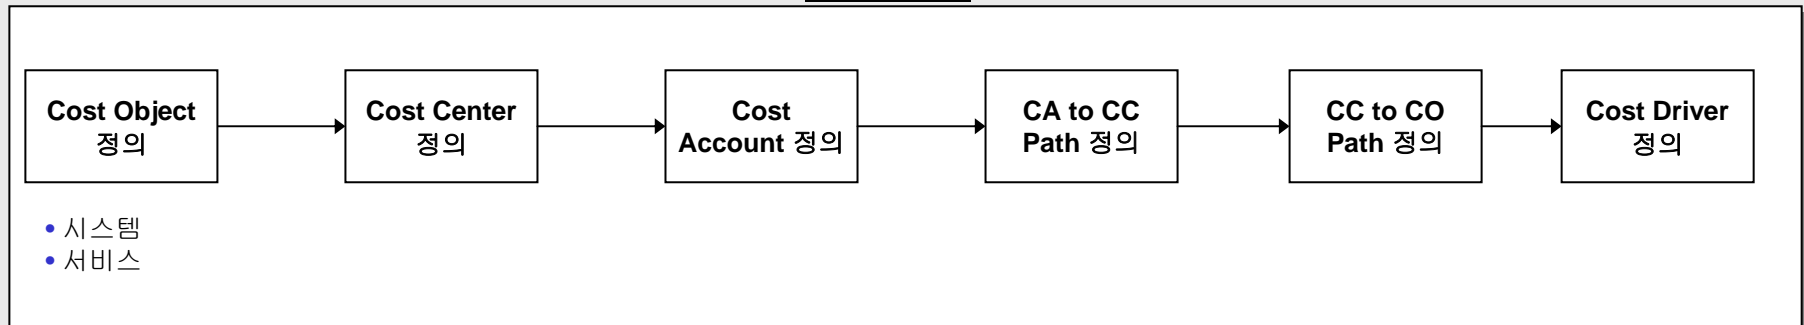 Cost Object
정의
Cost Center
정의
Cost
Account 정의
CA to CC
Path 정의
CC to CO
Path 정의
Cost Driver
정의
• 시스템
• 서비스